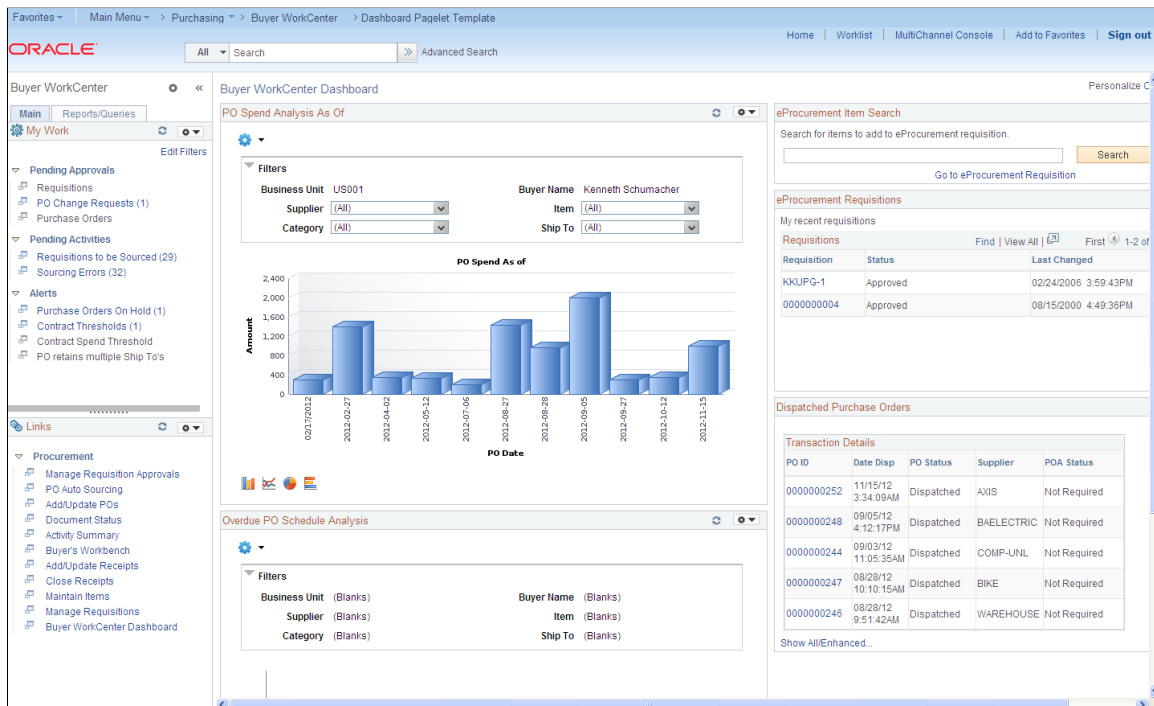 Favorites Main Menu > Purchasing > Buyer WorkCenter > Dashboard Pagelet Template
Home | Worklist | MultiChannel Console | Add to Favorites | Sign out
ORACLE
All Search » Advanced Search
Buyer WorkCenter «
Main Reports/Queries
My Work
Edit Filters
Pending Approvals
Requisitions
PO Change Requests (1)
Purchase Orders
Pending Activities
Requisitions to be Sourced (29)
Sourcing Errors (32)
Alerts
Purchase Orders On Hold (1)
Contract Thresholds (1)
Contract Spend Threshold
PO retains multiple Ship To's
Links
Procurement
Manage Requisition Approvals
PO Auto Sourcing
Add/Update POs
Document Status
Activity Summary
Buyer's Workbench
Add/Update Receipts
Close Receipts
Maintain Items
Manage Requisitions
Buyer WorkCenter Dashboard
Buyer WorkCenter Dashboard
Personalize C
PO Spend Analysis As Of
Filters
Business Unit US001 Buyer Name Kenneth Schumacher
Supplier (All) Item (All)
Category (All) Ship To (All)
PO Spend As of
Amount
2,400
2,000
1,600
1,200
800
400
0
02/17/2012
2012-02-27
2012-04-02
2012-05-12
2012-07-06
2012-08-27
2012-08-28
2012-09-05
2012-09-27
2012-10-12
2012-11-15
PO Date
Overdue PO Schedule Analysis
Filters
Business Unit (Blanks) Buyer Name (Blanks)
Supplier (Blanks) Item (Blanks)
Category (Blanks) Ship To (Blanks)
eProcurement Item Search
Search for items to add to eProcurement requisition.
Search
Go to eProcurement Requisition
eProcurement Requisitions
My recent requisitions
Requisitions Find | View All | First 1-2 of
Requisition Status Last Changed
KKUPG-1 Approved 02/24/2006 3:59:43PM
0000000004 Approved 08/15/2000 4:49:36PM
Dispatched Purchase Orders
Transaction Details
PO ID Date Disp PO Status Supplier POA Status
0000000252 11/15/12 3:34:09AM Dispatched AXIS Not Required
0000000248 09/05/12 4:12:17PM Dispatched BAELECTRIC Not Required
0000000244 09/03/12 11:05:35AM Dispatched COMP-UNL Not Required
0000000247 08/28/12 10:10:15AM Dispatched BIKE Not Required
0000000246 08/28/12 9:51:42AM Dispatched WAREHOUSE Not Required
Show All/Enhanced...